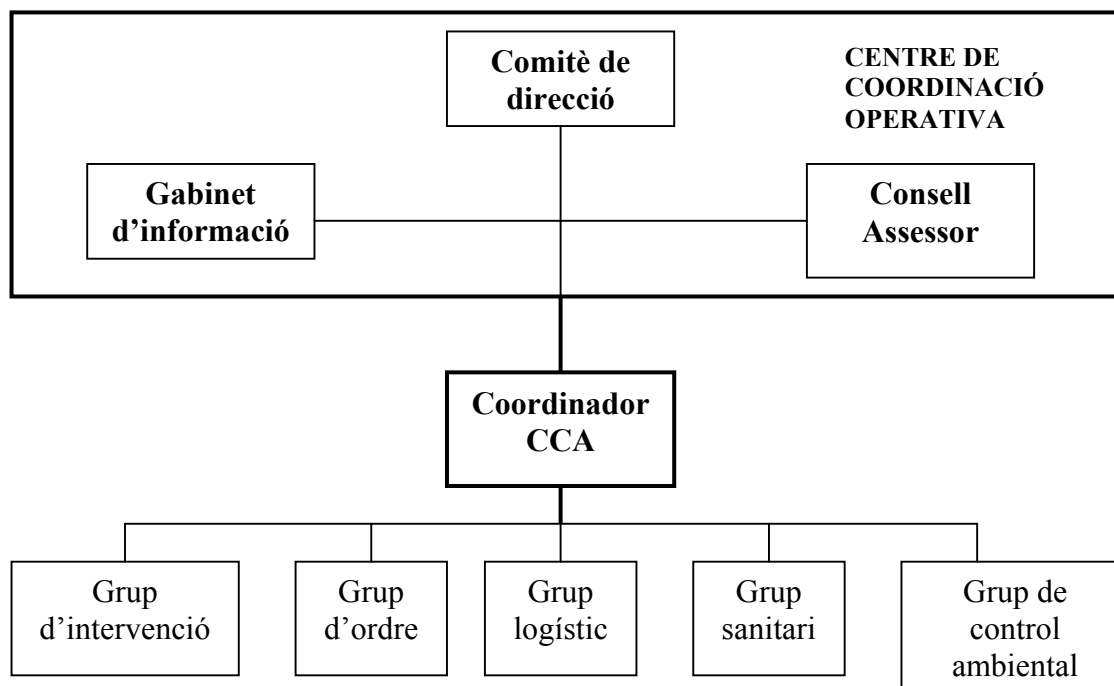 Comitè de
direcció
CENTRE DE
COORDINACIÓ
OPERATIVA
Gabinet
d’informació
Consell
Assessor
Coordinador
CCA
Grup
d’intervenció
Grup
d’ordre
Grup
logístic
Grup
sanitari
Grup de
control
ambiental